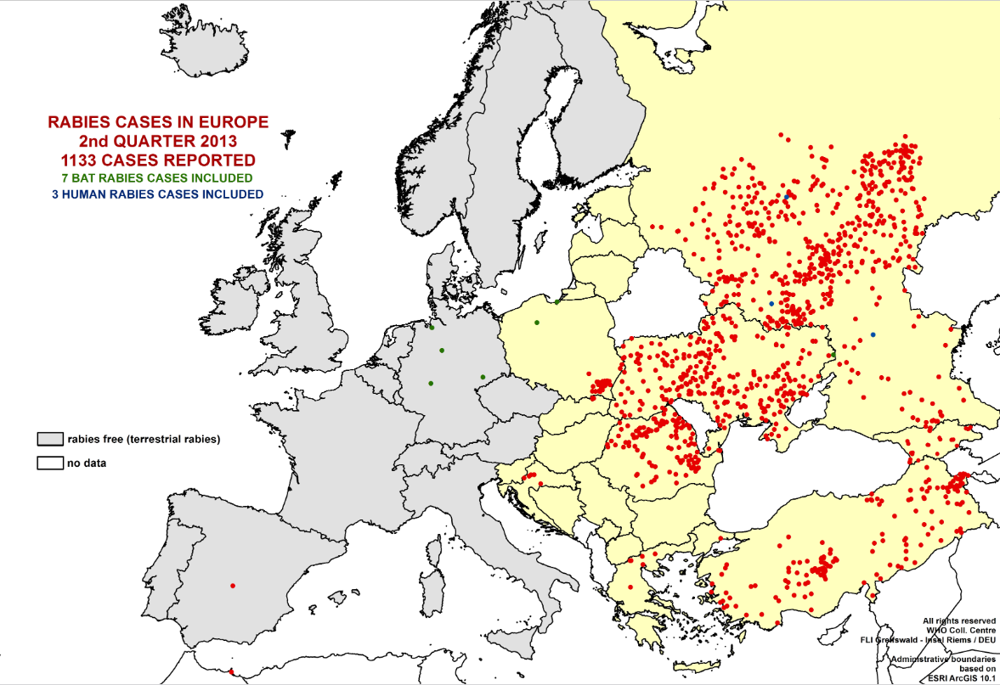 RABIES CASES IN EUROPE
2nd QUARTER 2013
1133 CASES REPORTED
7 BAT RABIES CASES INCLUDED
3 HUMAN RABIES CASES INCLUDED
rabies free (terrestrial rabies)
no data
All rights reserved
WHO Coll. Centre
FLI Greifswald - Insel Riems / DEU
Administrative boundaries
based on
ESRI ArcGIS 10.1